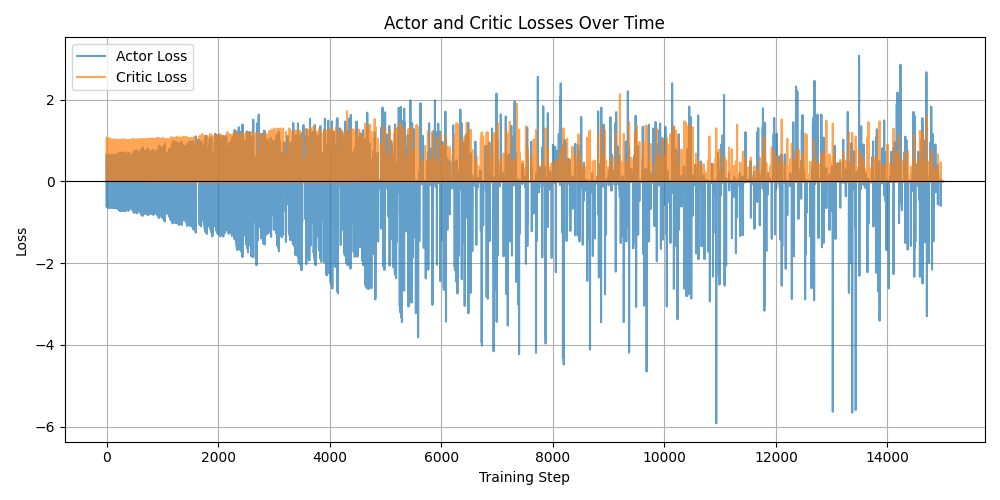 Actor and Critic Losses Over Time
Actor Loss
Critic Loss
Loss
2
0
−2
−4
−6
0 2000 4000 6000 8000 10000 12000 14000
Training Step